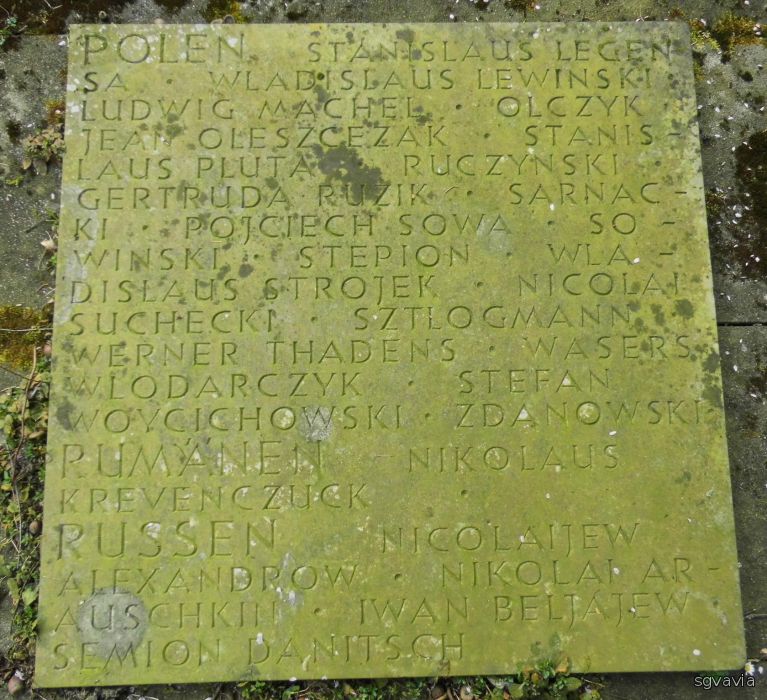 POLEN STANISLAUS LEGEN
SA · WLADISLAUS LEWINSKI
LUDWIG MACHEL · OLCZYK ·
JEAN OLESZCEZAK · STANIS-
LAUS PLUTA · RUCZYNSKI
GERTRUDA RUZIK · SARNAC-
KI · POJCIECH SOWA · SO-
WINSKI · STEPION · WLA-
DISLAUS STROJEK · NICOLAI
SUCHECKI · SZTLOGMANN
WERNER THADENS · WASERS
WLODARCZYK · STEFAN
WOYCICHOWSKI · ZDANOWSKI
RUMÄNEN - NIKOLAUS
KREVENCZUCK ·
RUSSEN NICOLAIJEW
ALEXANDROW · NIKOLAI AR-
AUSCHKIN · IWAN BELJAJEW
SEMION DANITSCH
sgvavia